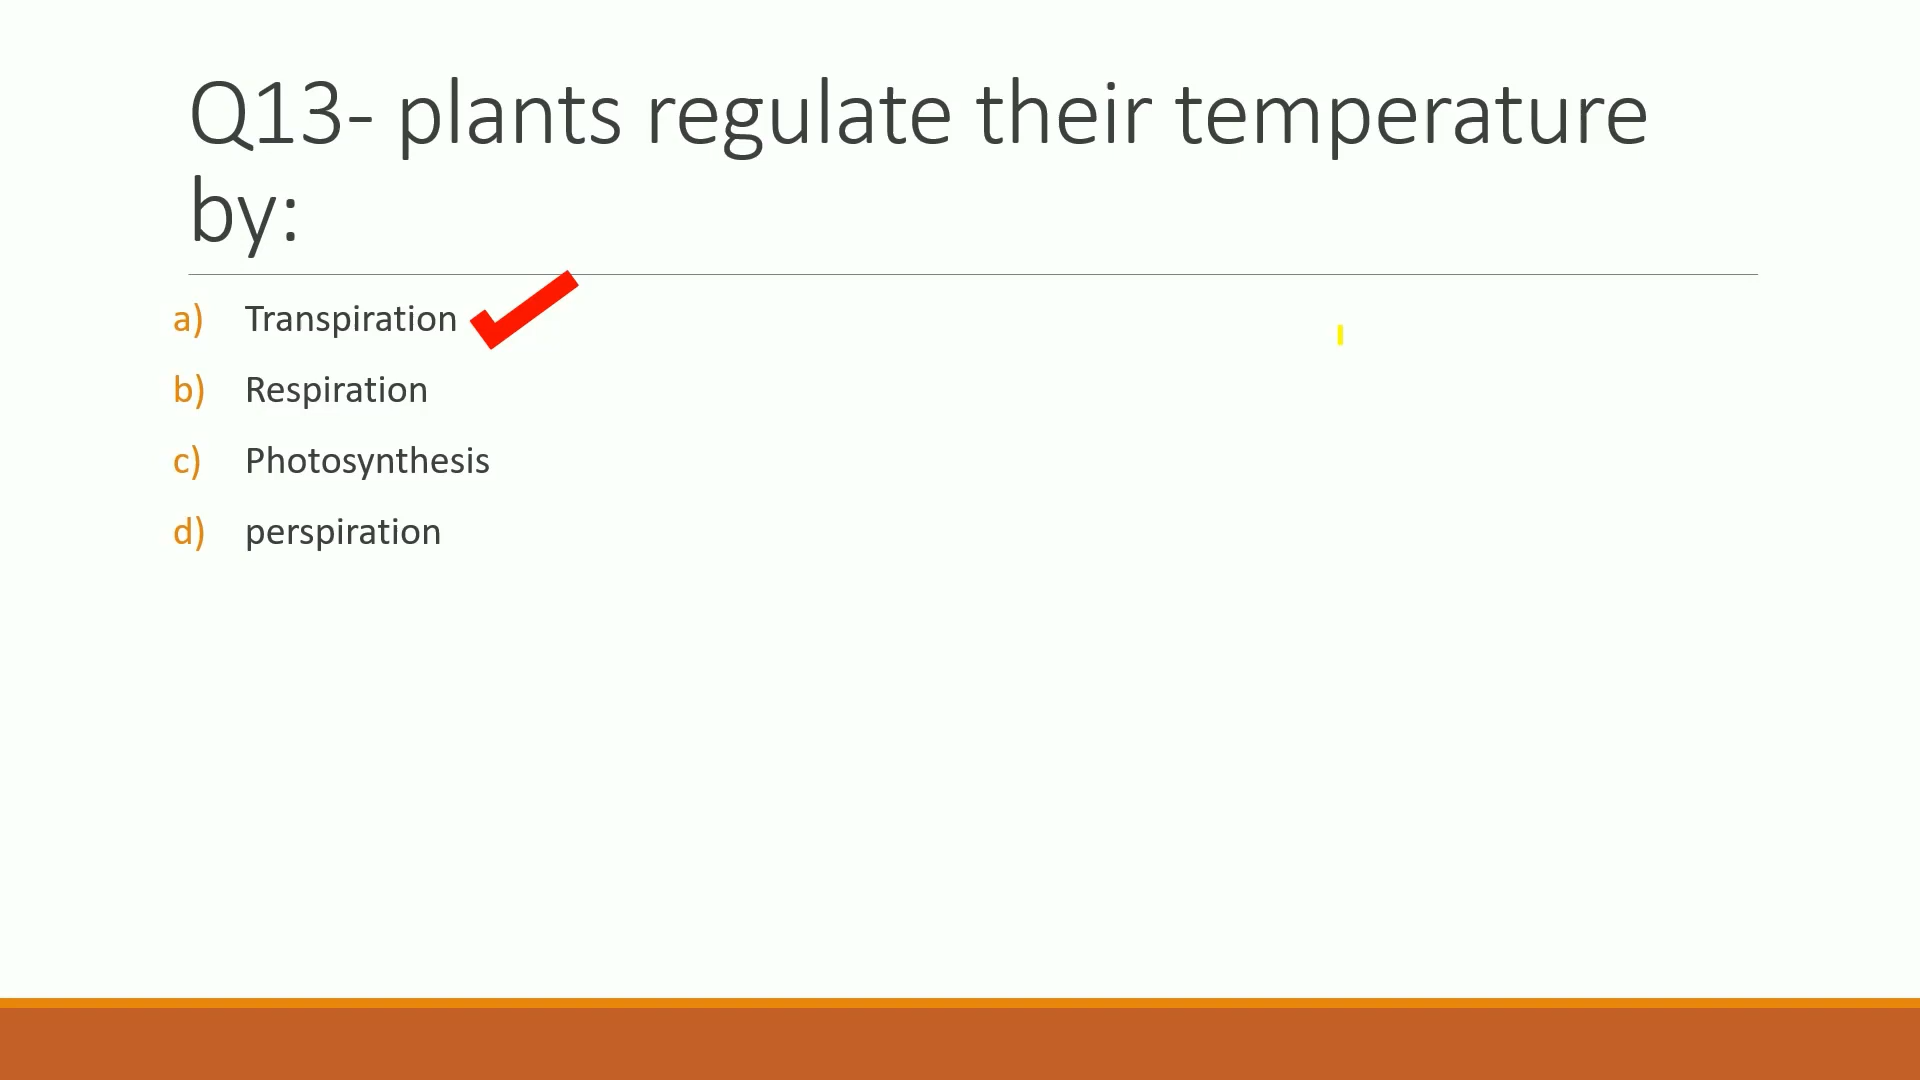 Q13- plants regulate their temperature
by:
a) Transpiration
b) Respiration
c) Photosynthesis
d) perspiration